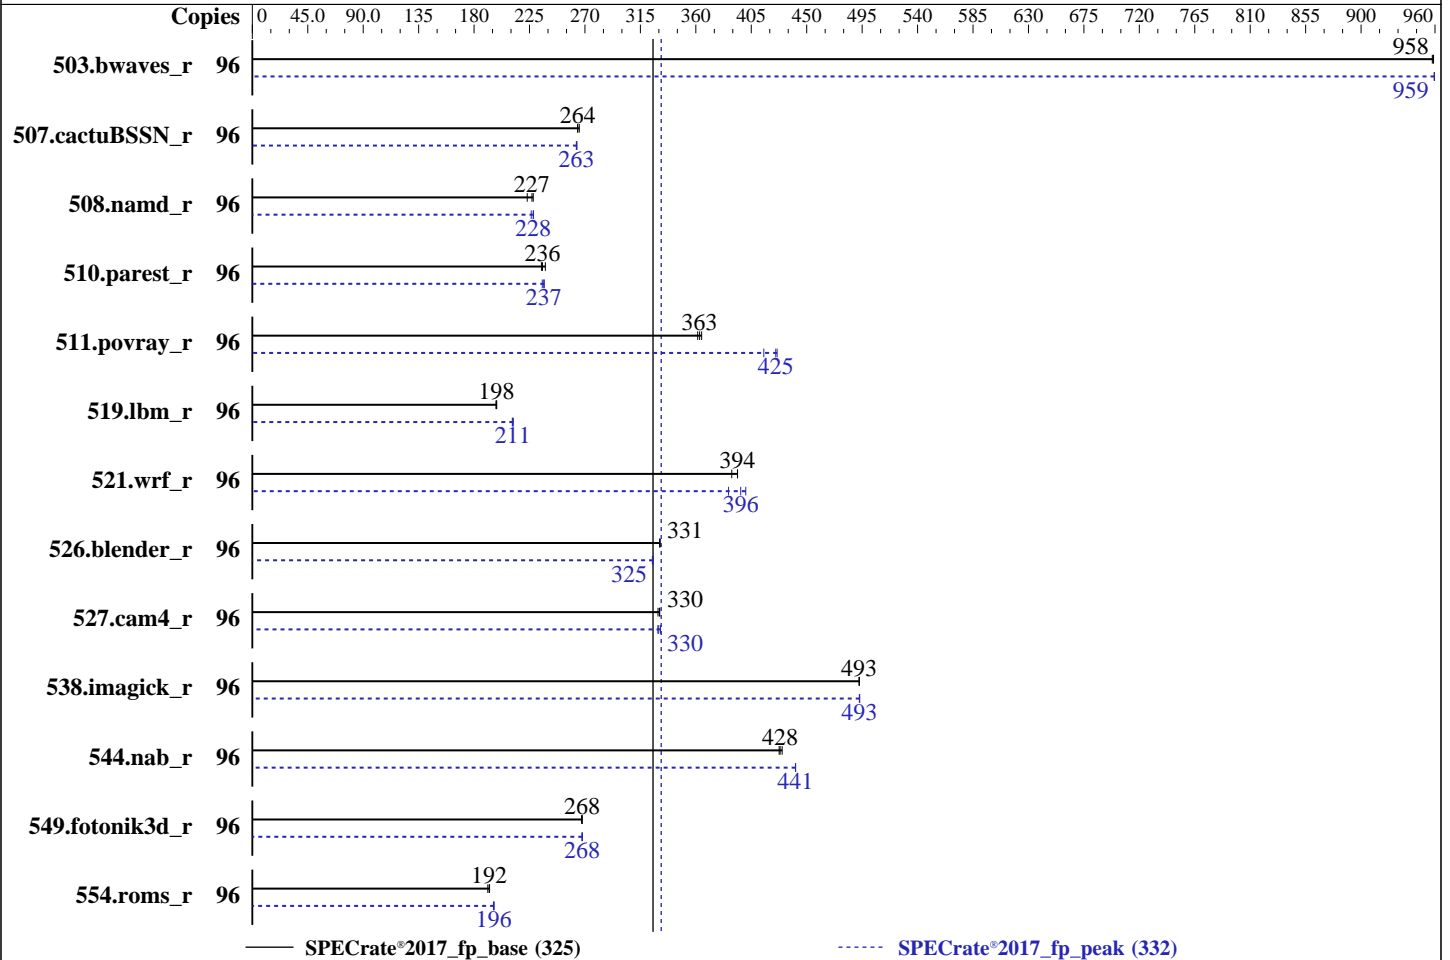 Copies 0 45.0 90.0 135 180 225 270 315 360 405 450 495 540 585 630 675 720 765 810 855 900 960
503.bwaves_r 96 958
959
507.cactuBSSN_r 96 264
263
508.namd_r 96 227
228
510.parest_r 96 236
237
511.povray_r 96 363
425
519.lbm_r 96 198
211
521.wrf_r 96 394
396
526.blender_r 96 331
325
527.cam4_r 96 330
330
538.imagick_r 96 493
493
544.nab_r 96 428
441
549.fotonik3d_r 96 268
268
554.roms_r 96 192
196
SPECrate®2017_fp_base (325) SPECrate®2017_fp_peak (332)